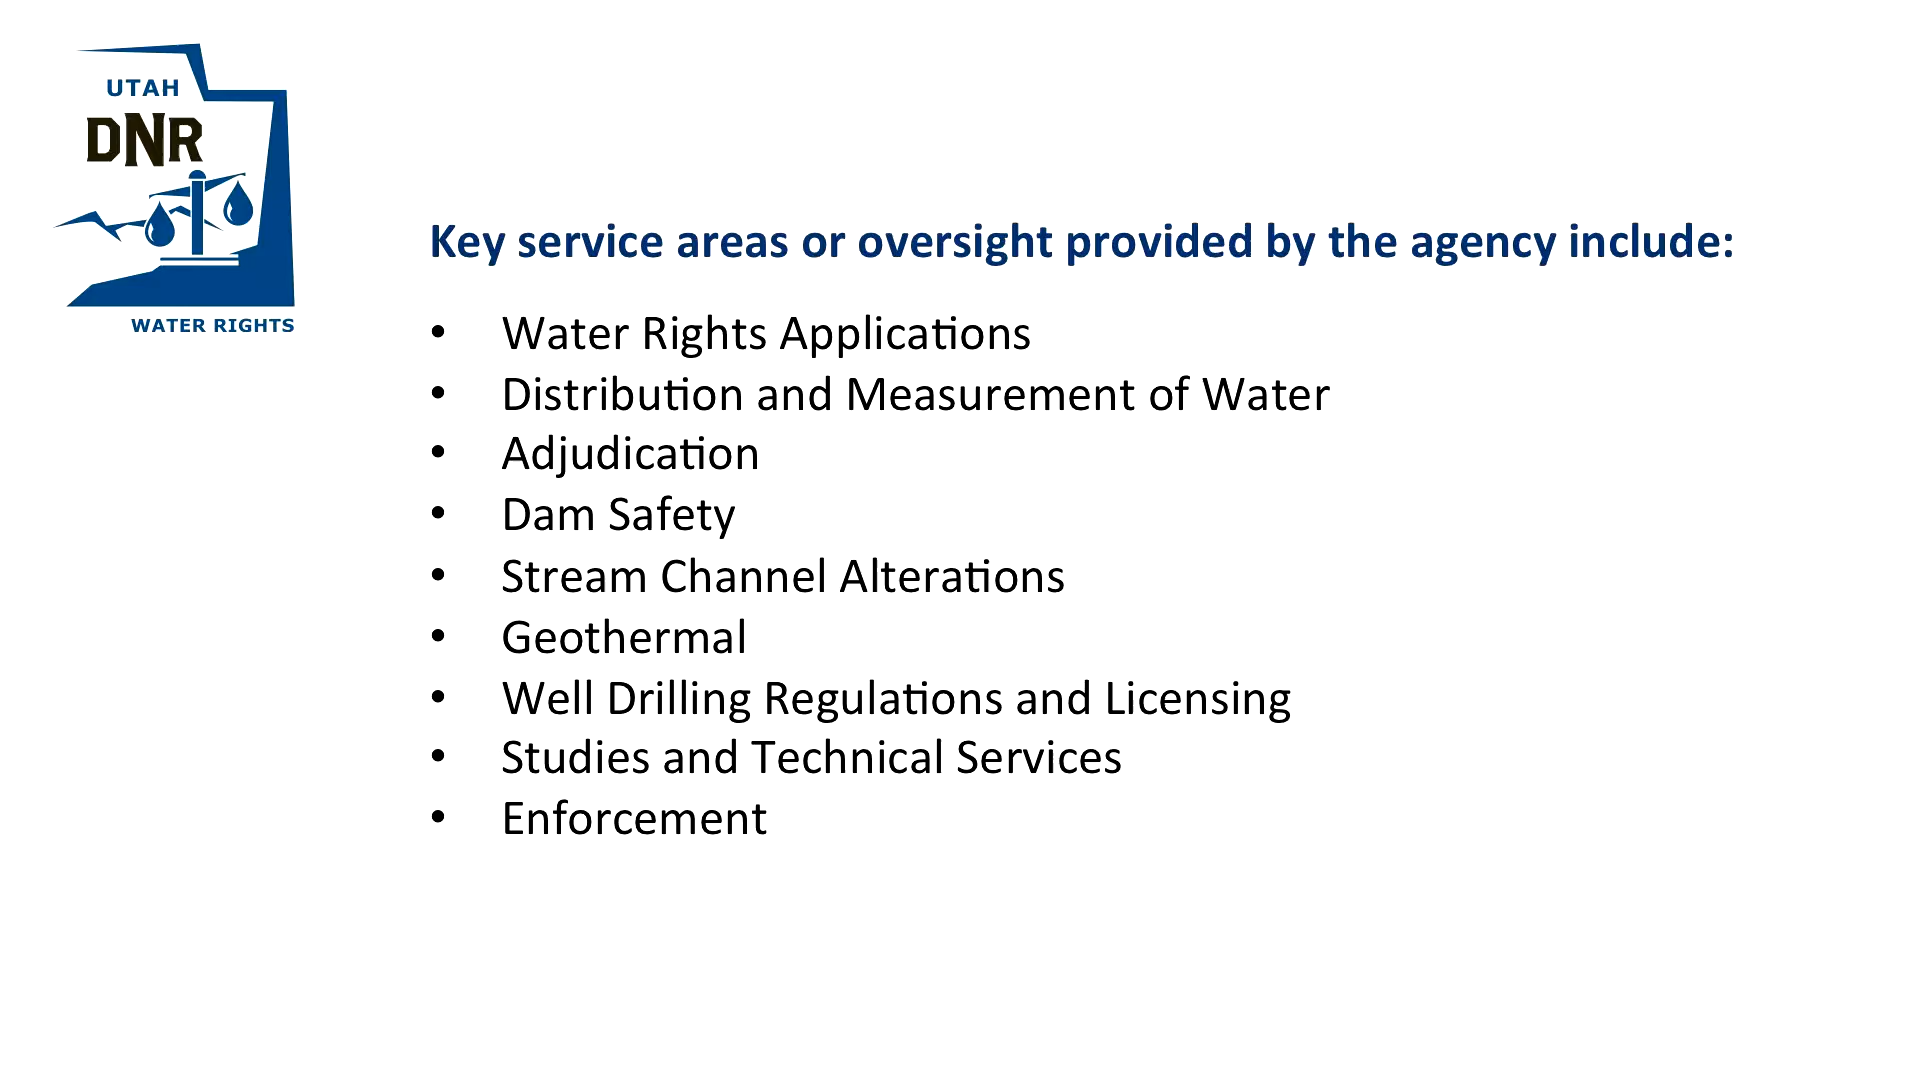 UTAH
DNR
WATER RIGHTS
Key service areas or oversight provided by the agency include:
• Water Rights Applications
• Distribution and Measurement of Water
• Adjudication
• Dam Safety
• Stream Channel Alterations
• Geothermal
• Well Drilling Regulations and Licensing
• Studies and Technical Services
• Enforcement